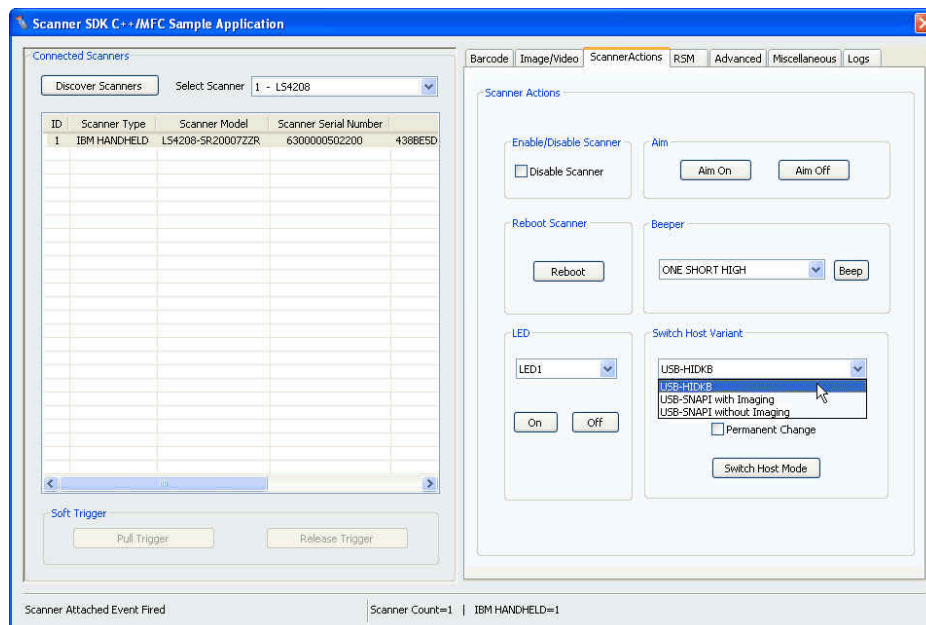 Scanner SDK C++/MFC Sample Application
Connected Scanners
Discover Scanners Select Scanner 1 - LS4208
ID Scanner Type Scanner Model Scanner Serial Number
1 IBM HANDHELD LS4208-SR20007ZZR 6300000502200 438BE5D
Soft Trigger
Pull Trigger Release Trigger
Barcode Image/Video ScannerActions RSM Advanced Miscellaneous Logs
Scanner Actions
Enable/Disable Scanner
Disable Scanner
Aim
Aim On Aim Off
Reboot Scanner
Reboot
Beeper
ONE SHORT HIGH Beep
LED
LED1
On Off
Switch Host Variant
USB-HIDKB
USB-HIDKB
USB-SNAPI with Imaging
USB-SNAPI without Imaging
Permanent Change
Switch Host Mode
Scanner Attached Event Fired Scanner Count=1 | IBM HANDHELD=1